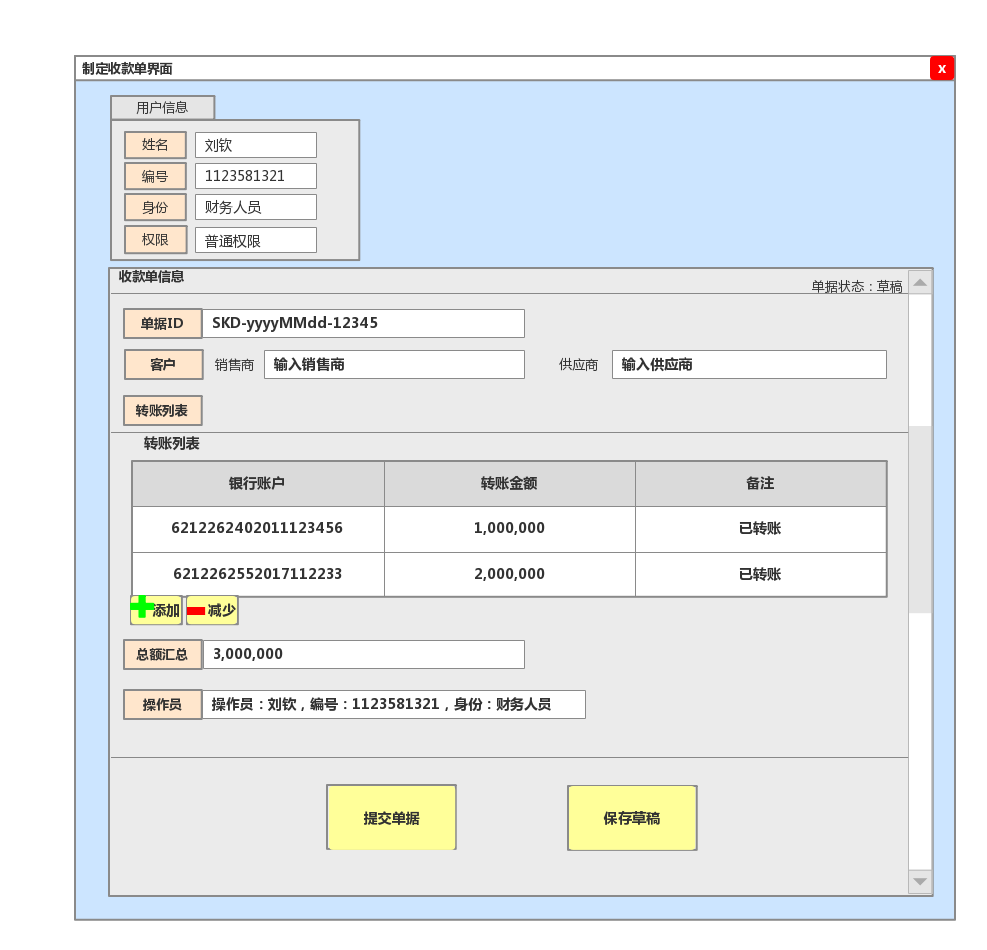 制定收款单界面
x
用户信息
姓名 刘钦
编号 1123581321
身份 财务人员
权限 普通权限
收款单信息
单据状态：草稿
单据ID SKD-yyyyMMdd-12345
客户 销售商 输入销售商 供应商 输入供应商
转账列表
转账列表
银行账户 转账金额 备注
6212262402011123456 1,000,000 已转账
6212262552017112233 2,000,000 已转账
添加 减少
总额汇总 3,000,000
操作员 操作员：刘钦，编号：1123581321，身份：财务人员
提交单据 保存草稿